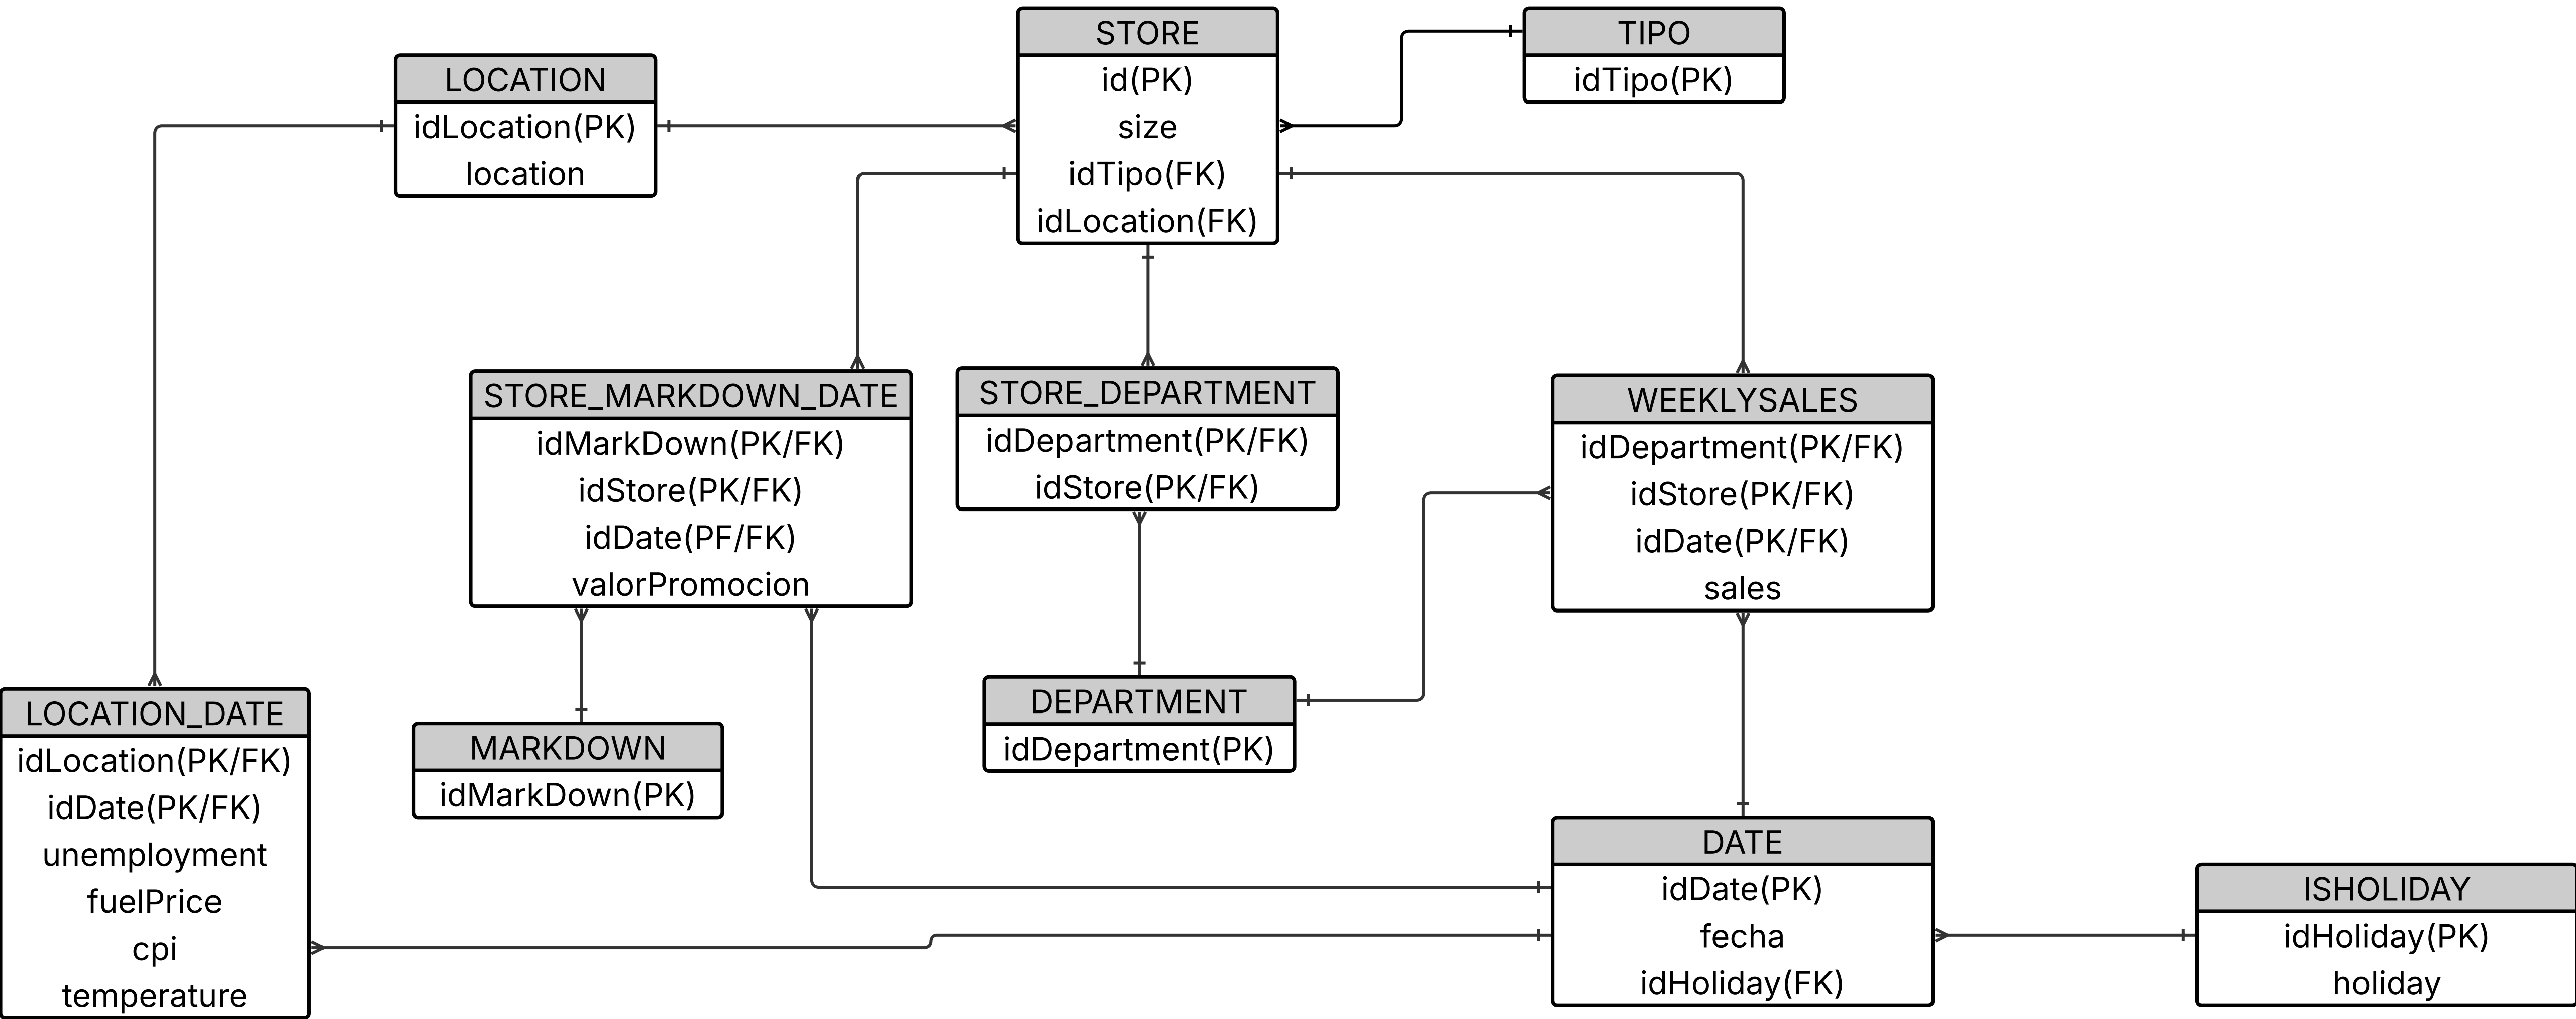 STORE
id(PK)
size
idTipo(FK)
idLocation(FK)
TIPO
idTipo(PK)
LOCATION
idLocation(PK)
location
STORE_MARKDOWN_DATE
idMarkDown(PK/FK)
idStore(PK/FK)
idDate(PF/FK)
valorPromocion
STORE_DEPARTMENT
idDepartment(PK/FK)
idStore(PK/FK)
WEEKLYSALES
idDepartment(PK/FK)
idStore(PK/FK)
idDate(PK/FK)
sales
LOCATION_DATE
idLocation(PK/FK)
idDate(PK/FK)
unemployment
fuelPrice
cpi
temperature
MARKDOWN
idMarkDown(PK)
DEPARTMENT
idDepartment(PK)
DATE
idDate(PK)
fecha
idHoliday(FK)
ISHOLIDAY
idHoliday(PK)
holiday